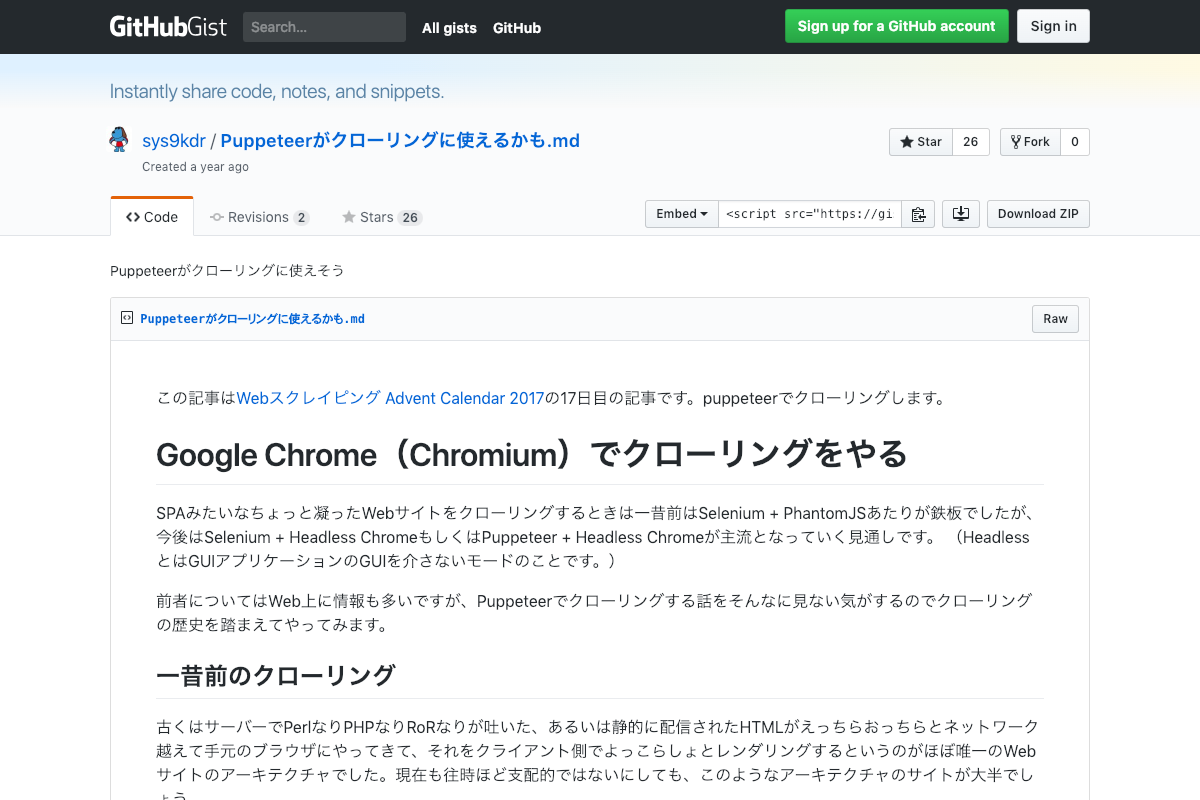 GitHubGist Search... All gists GitHub Sign up for a GitHub account Sign in
Instantly share code, notes, and snippets.
sys9kdr / Puppeteerがクローリングに使えるかも.md Star 26 Fork 0
Created a year ago
Code Revisions 2 Stars 26 Embed <script src="https://gi Download ZIP
Puppeteerがクローリングに使えそう
Puppeteerがクローリングに使えるかも.md Raw
この記事はWebスクレイピング Advent Calendar 2017の17日目の記事です。puppeteerでクローリングします。
Google Chrome（Chromium）でクローリングをやる
SPAみたいなちょっと凝ったWebサイトをクローリングするときは一昔前はSelenium + PhantomJSあたりが鉄板でしたが、
今後はSelenium + Headless ChromeもしくはPuppeteer + Headless Chromeが主流となっていく見通しです。 （Headless
とはGUIアプリケーションのGUIを介さないモードのことです。）
前者についてはWeb上に情報も多いですが、Puppeteerでクローリングする話をそんなに見ない気がするのでクローリング
の歴史を踏まえてやってみます。
一昔前のクローリング
古くはサーバーでPerlなりPHPなりRoRなりが吐いた、あるいは静的に配信されたHTMLがえっちらおっちらとネットワーク
越えて手元のブラウザにやってきて、それをクライアント側でよっこらしょとレンダリングするというのがほぼ唯一のWeb
サイトのアーキテクチャでした。現在も往時ほど支配的ではないにしても、このようなアーキテクチャのサイトが大半でし
ょう